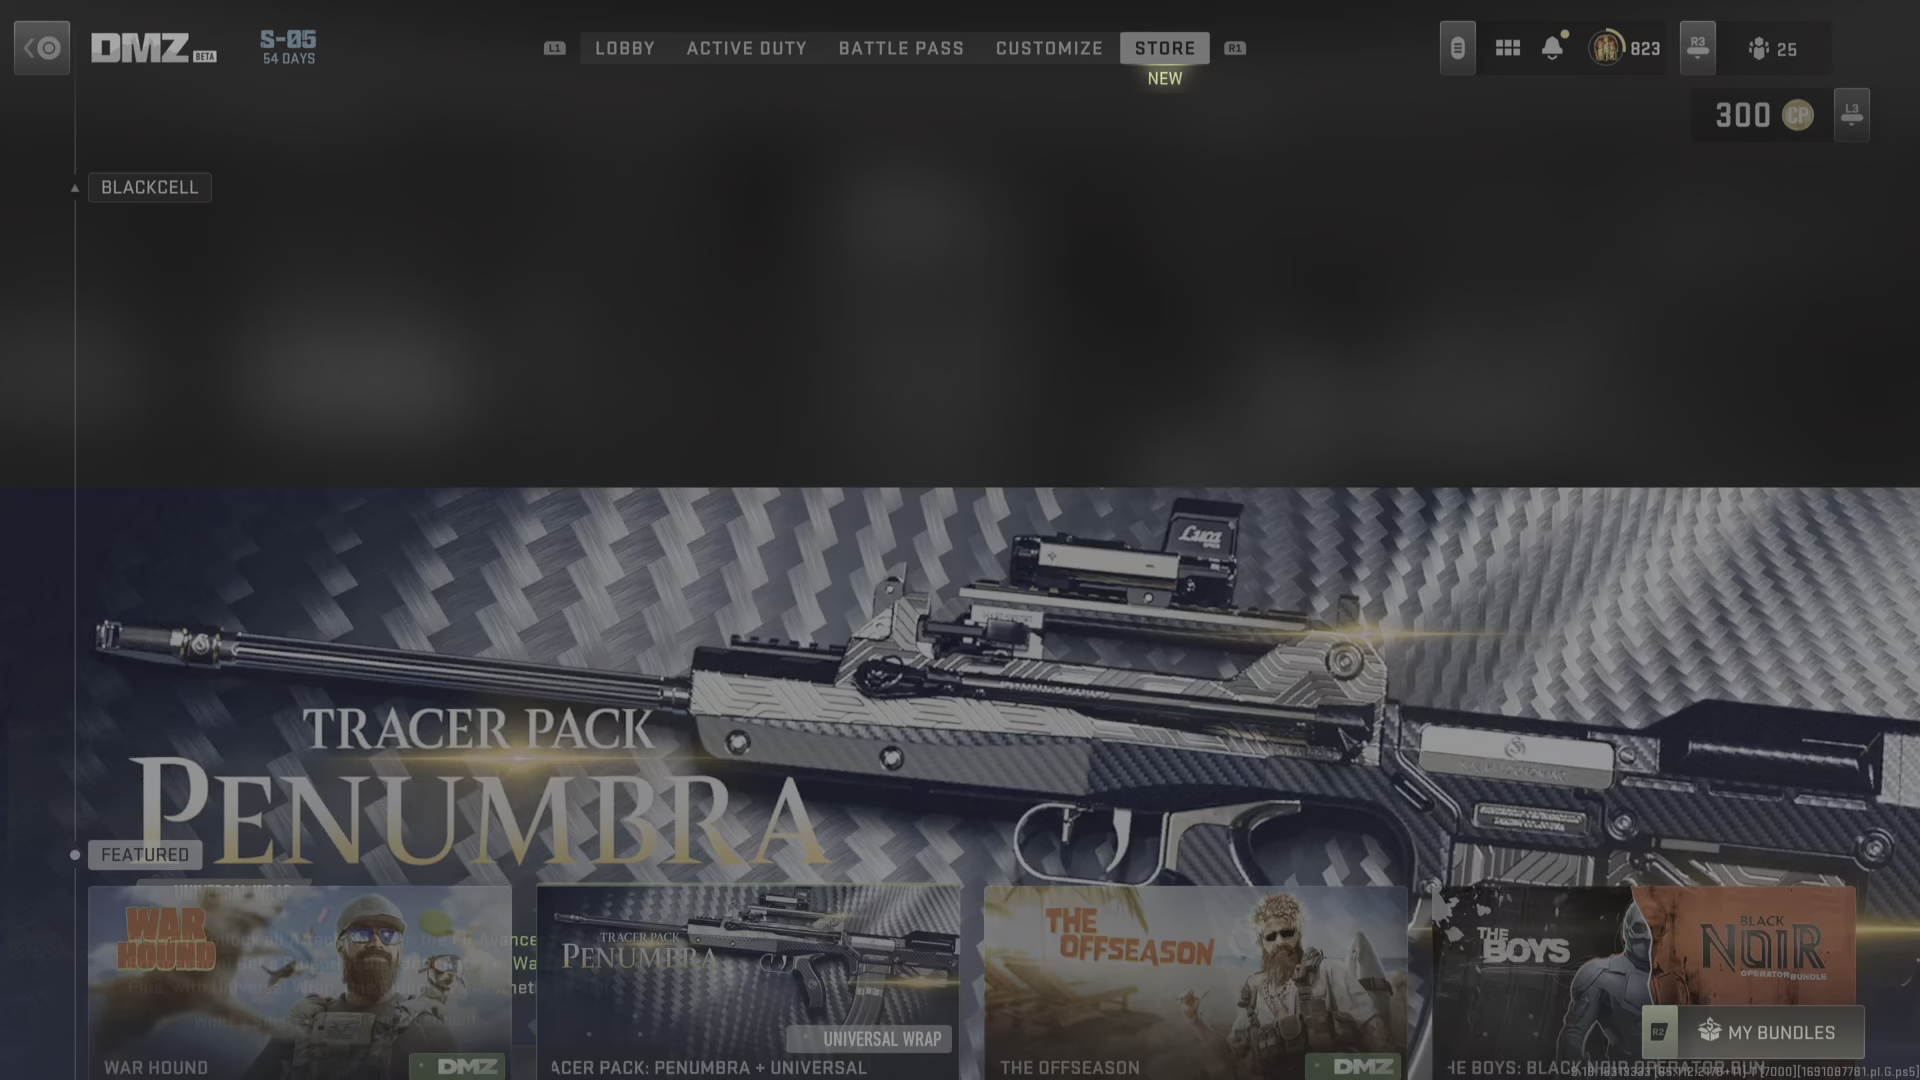 DMZ BETA
S-05
54 DAYS
L1 LOBBY ACTIVE DUTY BATTLE PASS CUSTOMIZE STORE R1
NEW
823
R3
25
300 CP L3
BLACKCELL
Luca
TRACER PACK
PENUMBRA
FEATURED
UNIVERSAL WRAP
WAR HOUND
TRACER PACK
PENUMBRA
UNIVERSAL WRAP
THE OFFSEASON
THE BOYS
BLACK NOIR
OPERATOR BUNDLE
R2 MY BUNDLES
WAR HOUND
DMZ
ACER PACK: PENUMBRA + UNIVERSAL
THE OFFSEASON
DMZ
HE BOYS: BLACK NOIR OPERATOR BUN